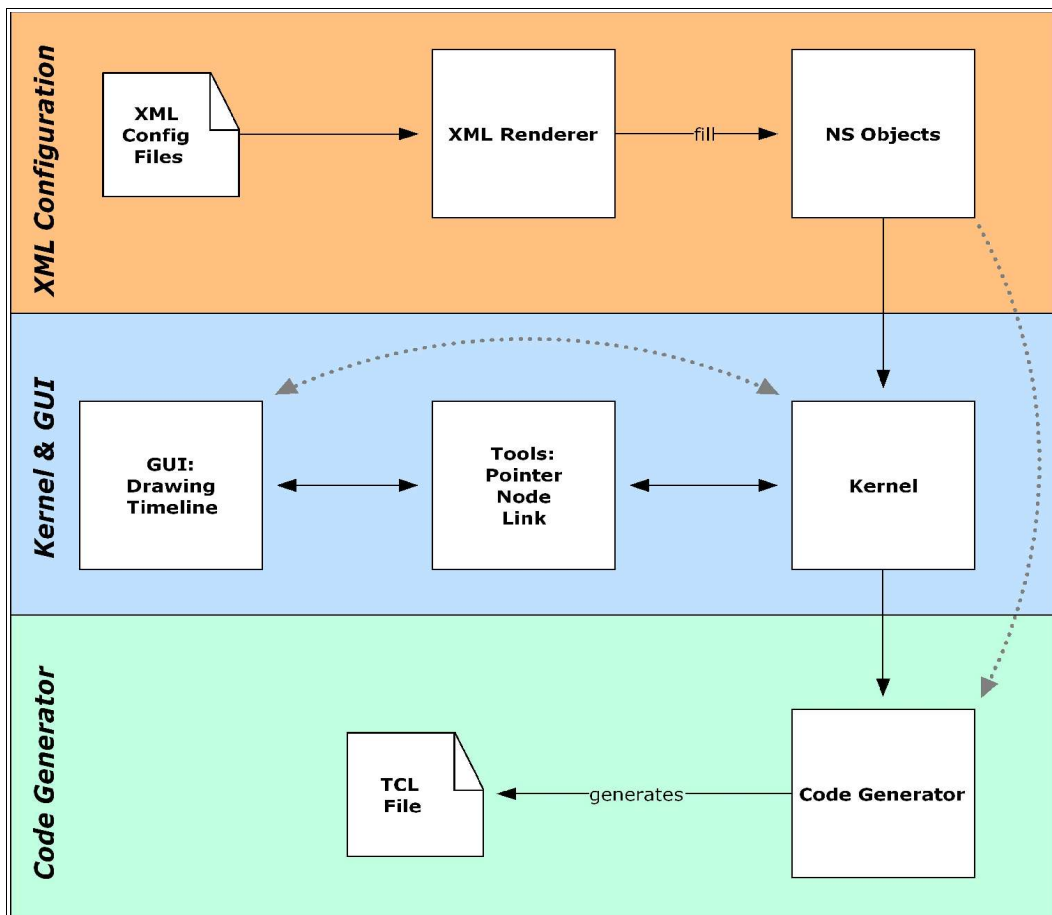 XML Configuration
XML
Config
Files
XML Renderer
fill
NS Objects
Kernel & GUI
GUI:
Drawing
Timeline
Tools:
Pointer
Node
Link
Kernel
Code Generator
TCL
File
generates
Code Generator